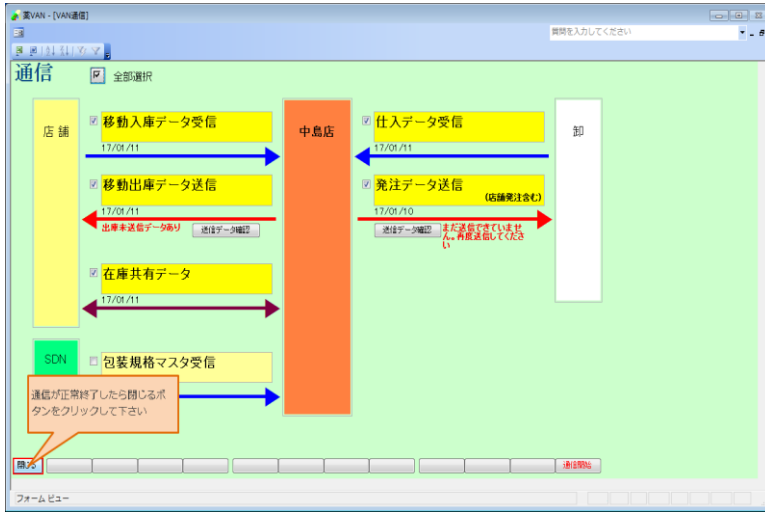 薬VAN - [VAN通信]
質問を入力してください
通信
全部選択
店 舗
移動入庫データ受信
17/01/11
中島店
仕入データ受信
17/01/11
卸
移動出庫データ送信
17/01/11
出庫未送信データあり
送信データ確認
発注データ送信
(店舗発注含む)
17/01/10
送信データ確認
まだ送信できていませ
ん。再度送信してくださ
い
在庫共有データ
17/01/11
SDN
包装規格マスタ受信
通信が正常終了したら閉じるボ
タンをクリックして下さい
閉じる
通信開始
フォーム ビュー